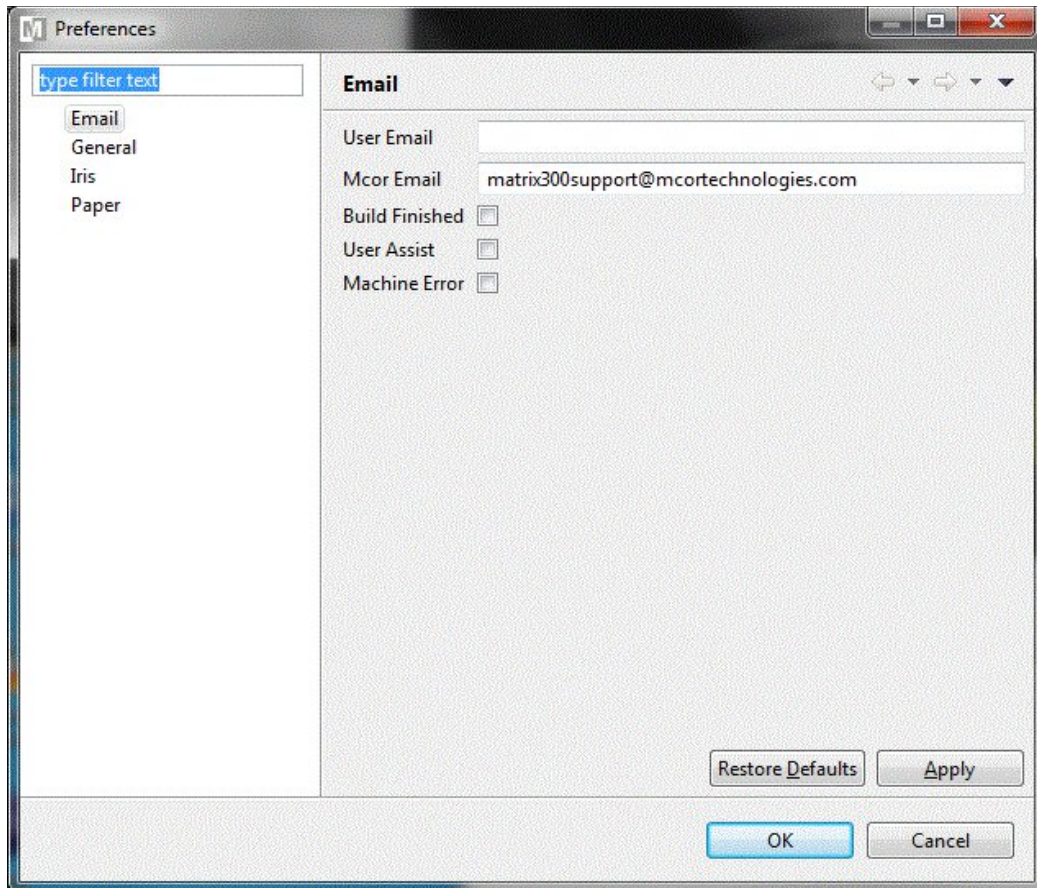 M Preferences
type filter text
Email
General
Iris
Paper
Email
User Email
Mcor Email matrix300support@mcortechnologies.com
Build Finished
User Assist
Machine Error
Restore Defaults Apply
OK Cancel